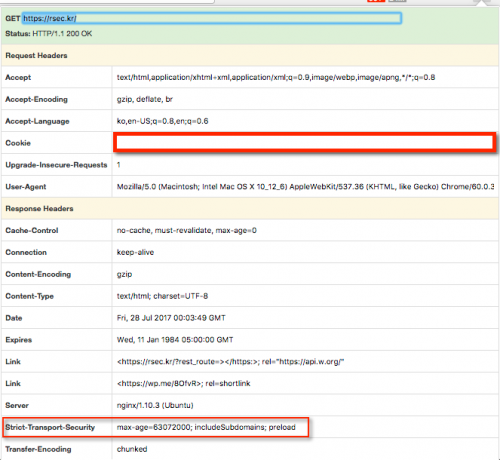 GET https://rsec.kr/
Status: HTTP/1.1 200 OK
Request Headers
Accept text/html,application/xhtml+xml,application/xml;q=0.9,image/webp,image/apng,*/*;q=0.8
Accept-Encoding gzip, deflate, br
Accept-Language ko,en-US;q=0.8,en;q=0.6
Cookie
Upgrade-Insecure-Requests 1
User-Agent Mozilla/5.0 (Macintosh; Intel Mac OS X 10_12_6) AppleWebKit/537.36 (KHTML, like Gecko) Chrome/60.0.3
Response Headers
Cache-Control no-cache, must-revalidate, max-age=0
Connection keep-alive
Content-Encoding gzip
Content-Type text/html; charset=UTF-8
Date Fri, 28 Jul 2017 00:03:49 GMT
Expires Wed, 11 Jan 1984 05:00:00 GMT
Link <https://rsec.kr/?rest_route=></https:>; rel="https://api.w.org/"
Link <https://wp.me/8OfvR>; rel=shortlink
Server nginx/1.10.3 (Ubuntu)
Strict-Transport-Security max-age=63072000; includeSubdomains; preload
Transfer-Encoding chunked